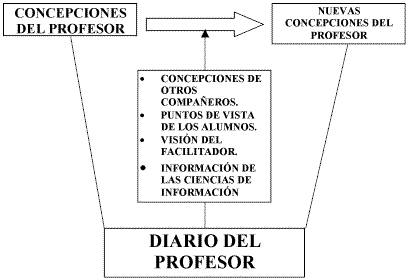 CONCEPCIONES
DEL PROFESOR
NUEVAS
CONCEPCIONES DEL
PROFESOR
• CONCEPCIONES DE
OTROS
COMPAÑEROS.
• PUNTOS DE VISTA
DE LOS ALUMNOS.
• VISIÓN DEL
FACILITADOR.
• INFORMACIÓN DE
LAS CIENCIAS DE
INFORMACIÓN
DIARIO DEL
PROFESOR